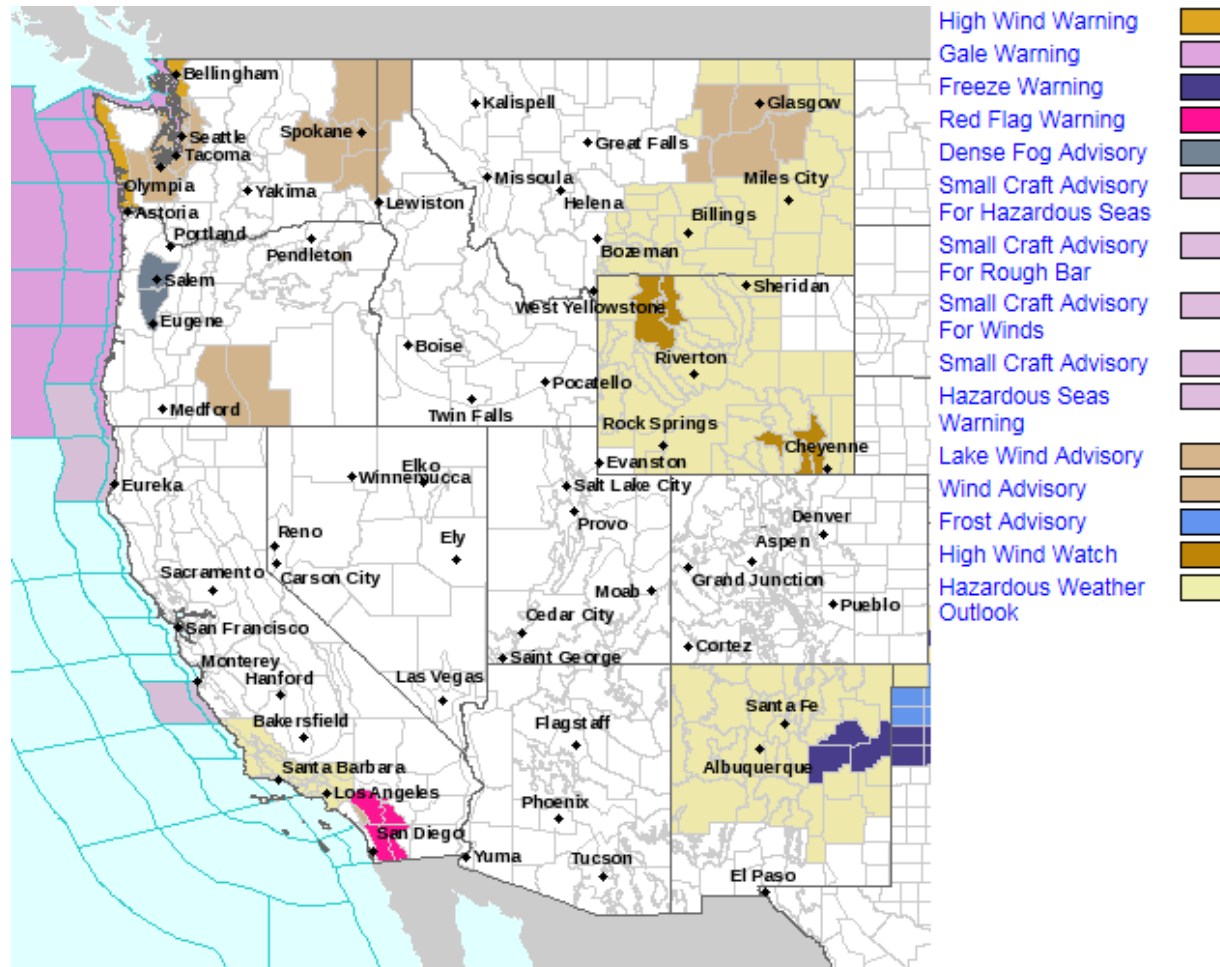 High Wind Warning
Gale Warning
Freeze Warning
Red Flag Warning
Dense Fog Advisory
Small Craft Advisory
For Hazardous Seas
Small Craft Advisory
For Rough Bar
Small Craft Advisory
For Winds
Small Craft Advisory
Hazardous Seas
Warning
Lake Wind Advisory
Wind Advisory
Frost Advisory
High Wind Watch
Hazardous Weather
Outlook
Bellingham
Kalispell
Glasgow
Seattle
Spokane
Great Falls
Tacoma
Olympia
Yakima
Missoula
Miles City
Lewiston
Helena
Astoria
Billings
Portland
Pendleton
Bozeman
Salem
Sheridan
West Yellowstone
Eugene
Boise
Riverton
Pocatello
Medford
Twin Falls
Rock Springs
Cheyenne
Evanston
Elko
Winnemucca
Eureka
Salt Lake City
Provo
Denver
Reno
Ely
Aspen
Sacramento
Carson City
Grand Junction
Moab
Pueblo
Cedar City
San Francisco
Cortez
Saint George
Monterey
Hanford
Las Vegas
Santa Fe
Bakersfield
Flagstaff
Albuquerque
Santa Barbara
Los Angeles
Phoenix
San Diego
Yuma
Tucson
El Paso